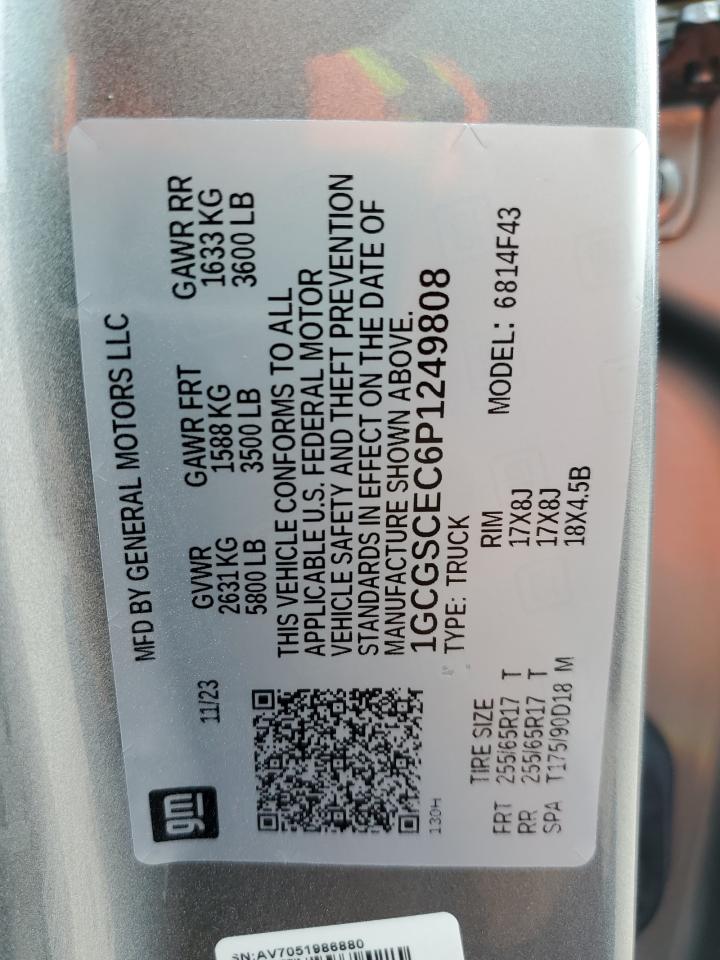 gm
MFD BY GENERAL MOTORS LLC
11/23
GVWR GAWR FRT GAWR RR
2631 KG 1588 KG 1633 KG
5800 LB 3500 LB 3600 LB
THIS VEHICLE CONFORMS TO ALL
APPLICABLE U.S. FEDERAL MOTOR
VEHICLE SAFETY AND THEFT PREVENTION
STANDARDS IN EFFECT ON THE DATE OF
MANUFACTURE SHOWN ABOVE.
1GCGSCEC6P1249808
130H
TYPE: TRUCK
MODEL: 6814F43
TIRE SIZE RIM
FRT 255/65R17 T 17X8J
RR 255/65R17 T 17X8J
SPA T175/90D18 M 18X4.5B
SN:AV7051986880